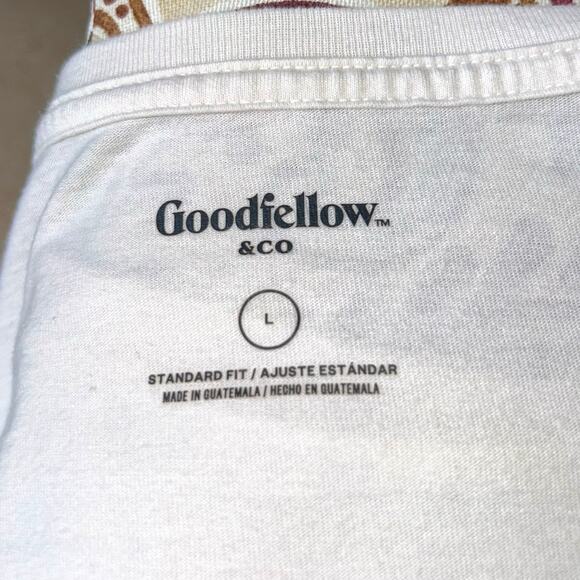 Goodfellow™
&CO
L
STANDARD FIT / AJUSTE ESTÁNDAR
MADE IN GUATEMALA / HECHO EN GUATEMALA